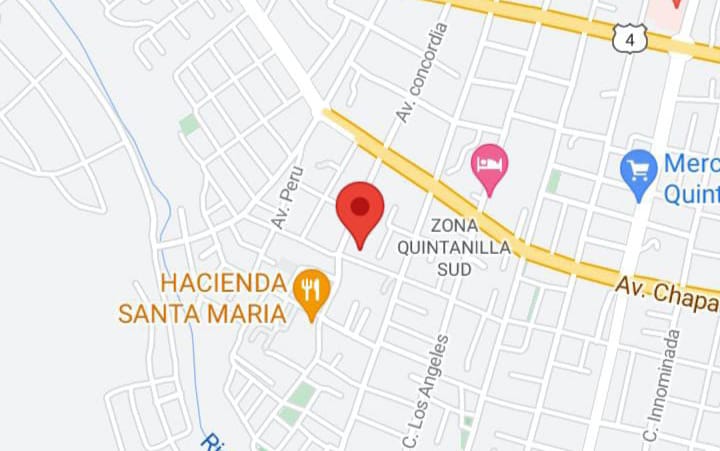 4
Av. concordia
Merc
Quint
Av. Peru
ZONA
QUINTANILLA
SUD
HACIENDA
SANTA MARIA
Av. Chapa
C. Los Angeles
C. Innominada
Ri